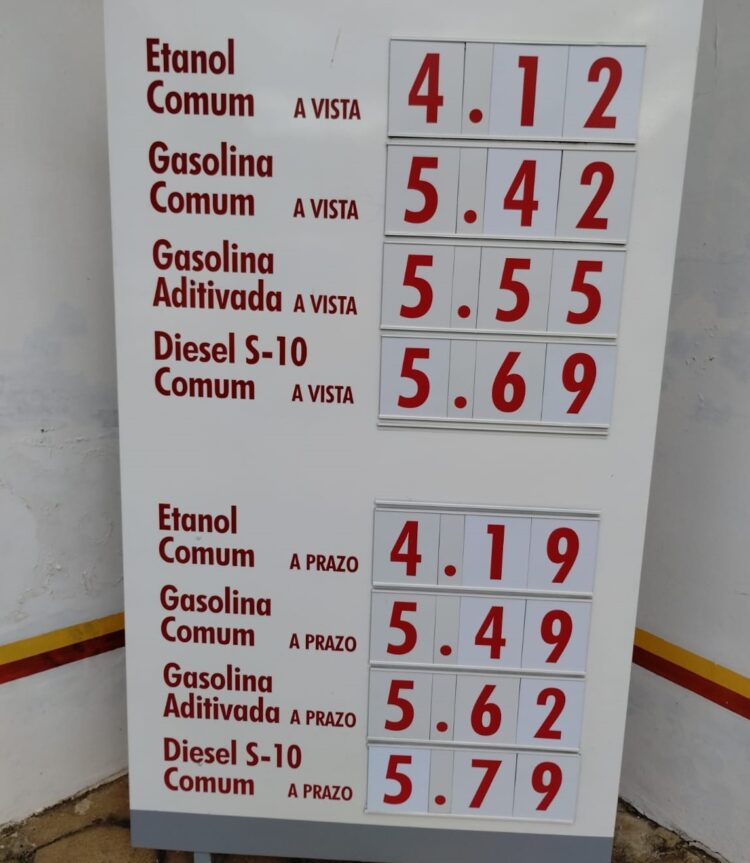 Etanol
Comum A VISTA 4.12
Gasolina
Comum A VISTA 5.42
Gasolina
Aditivada A VISTA 5.55
Diesel S-10
Comum A VISTA 5.69
Etanol
Comum A PRAZO 4.19
Gasolina
Comum A PRAZO 5.49
Gasolina
Aditivada A PRAZO 5.62
Diesel S-10
Comum A PRAZO 5.79